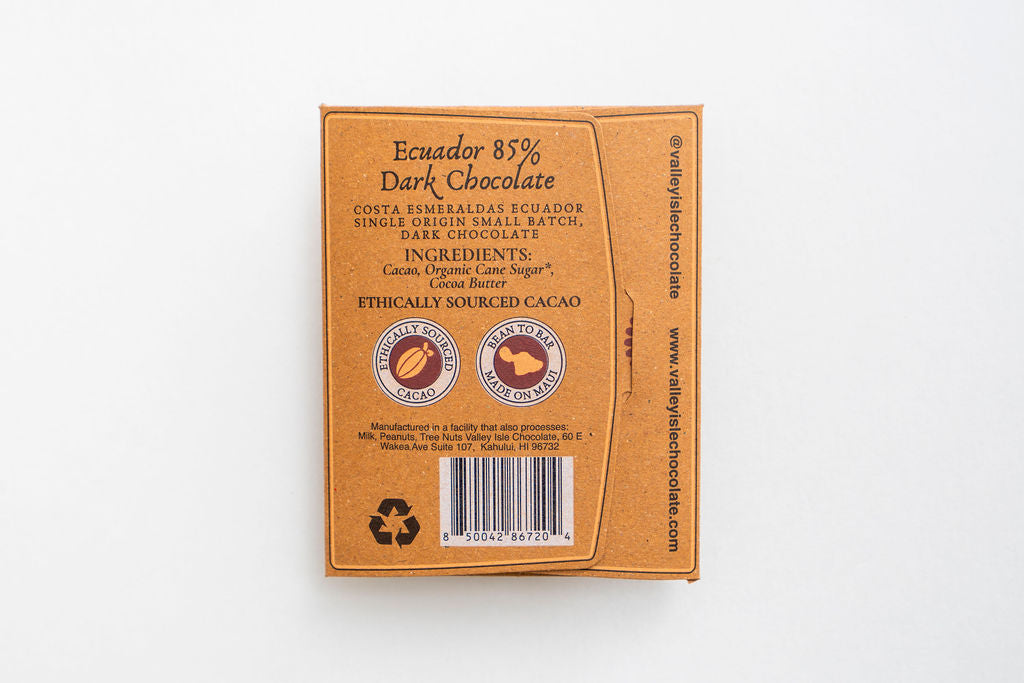 Ecuador 85%
Dark Chocolate
COSTA ESMERALDAS ECUADOR
SINGLE ORIGIN SMALL BATCH,
DARK CHOCOLATE
INGREDIENTS:
Cacao, Organic Cane Sugar*,
Cocoa Butter
ETHICALLY SOURCED CACAO
ETHICALLY SOURCED
CACAO
BEAN TO BAR
MADE ON MAUI
Manufactured in a facility that also processes:
Milk, Peanuts, Tree Nuts Valley Isle Chocolate, 60 E
Wakea Ave Suite 107, Kahului, HI 96732
8 50042 86720 4
@valleyislechocolate www.valleyislechocolate.com